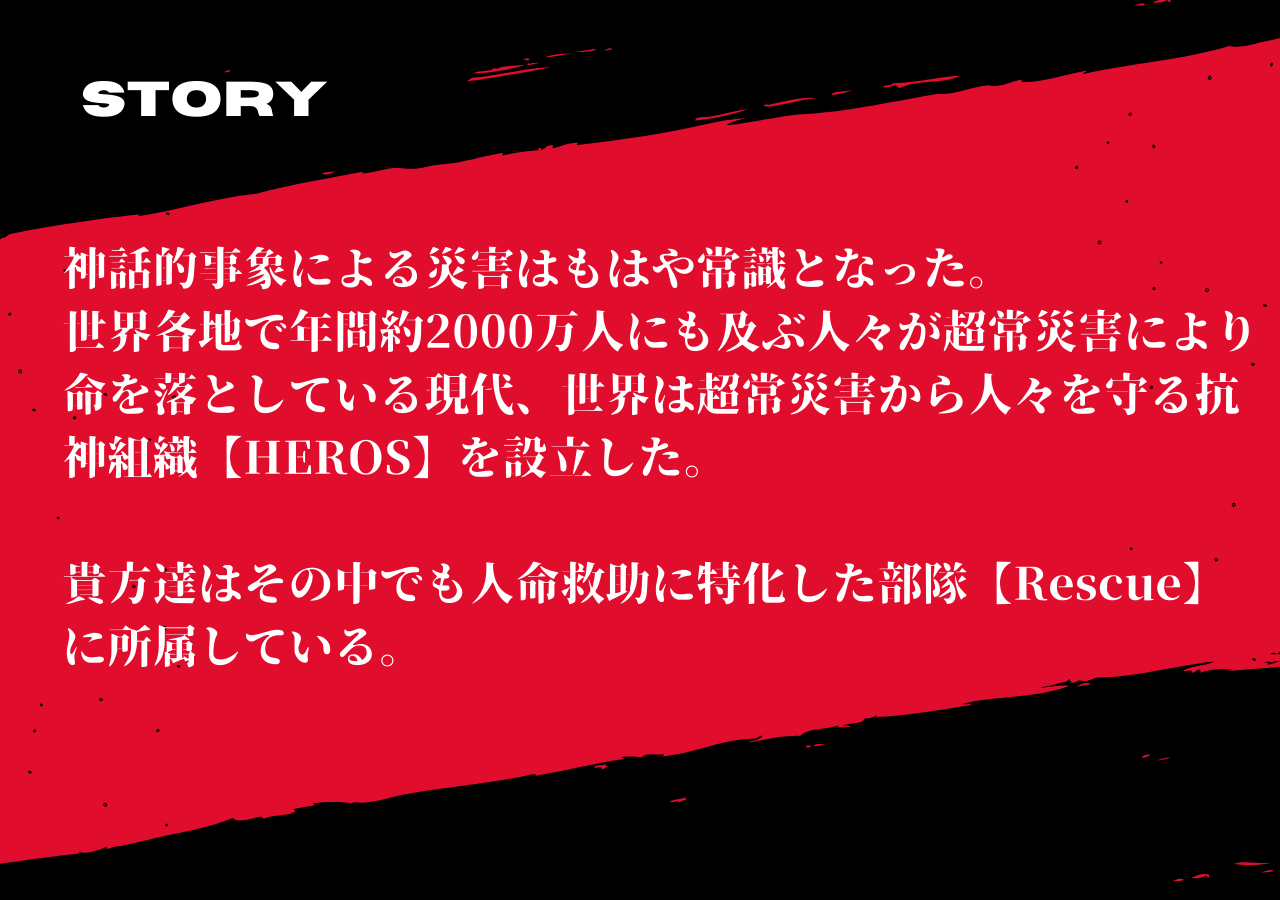 STORY
神話的事象による災害はもはや常識となった。
世界各地で年間約2000万人にも及ぶ人々が超常災害により
命を落としている現代、世界は超常災害から人々を守る抗
神組織【HEROS】を設立した。
貴方達はその中でも人命救助に特化した部隊【Rescue】
に所属している。